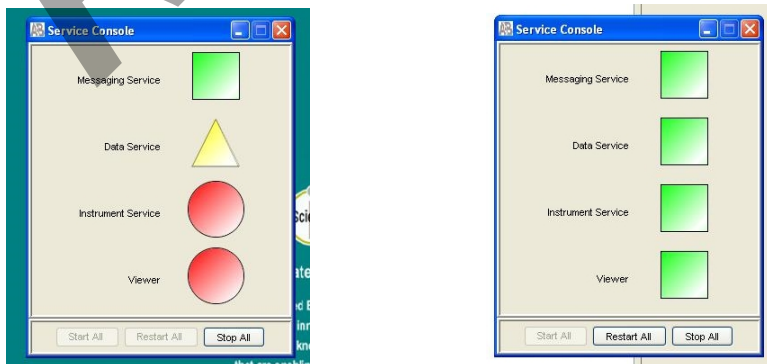 Service Console
Messaging Service
Data Service
Instrument Service
Viewer
Start All Restart All Stop All
Service Console
Messaging Service
Data Service
Instrument Service
Viewer
Start All Restart All Stop All